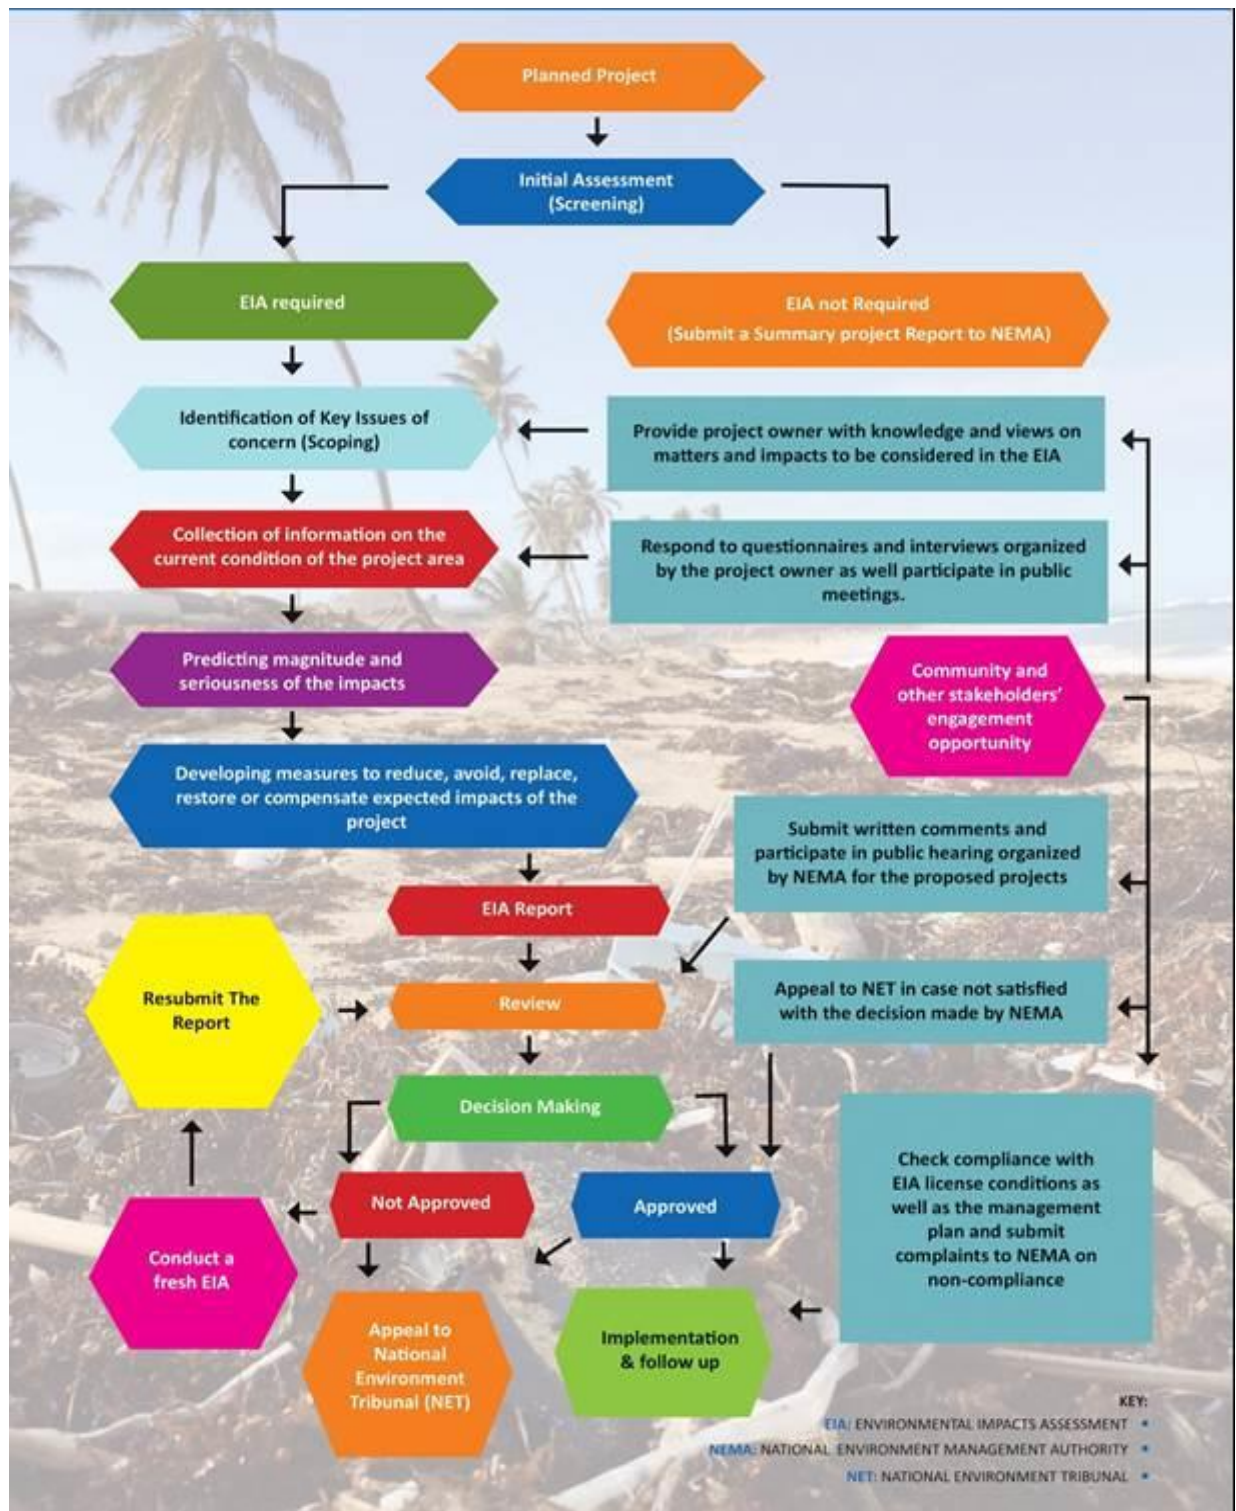 Planned Project
Initial Assessment
(Screening)
EIA required
EIA not Required
(Submit a Summary project Report to NEMA)
Identification of Key Issues of
concern (Scoping)
Provide project owner with knowledge and views on
matters and impacts to be considered in the EIA
Collection of information on the
current condition of the project area
Respond to questionnaires and interviews organized
by the project owner as well participate in public
meetings.
Predicting magnitude and
seriousness of the impacts
Community and
other stakeholders’
engagement
opportunity
Developing measures to reduce, avoid, replace,
restore or compensate expected impacts of the
project
Submit written comments and
participate in public hearing organized
by NEMA for the proposed projects
EIA Report
Resubmit The
Report
Review
Appeal to NET in case not satisfied
with the decision made by NEMA
Decision Making
Not Approved
Approved
Check compliance with
EIA license conditions as
well as the management
plan and submit
complaints to NEMA on
non-compliance
Conduct a
fresh EIA
Appeal to
National
Environment
Tribunal (NET)
Implementation
& follow up
KEY:
EIA: ENVIRONMENTAL IMPACTS ASSESSMENT •
NEMA: NATIONAL ENVIRONMENT MANAGEMENT AUTHORITY •
NET: NATIONAL ENVIRONMENT TRIBUNAL •